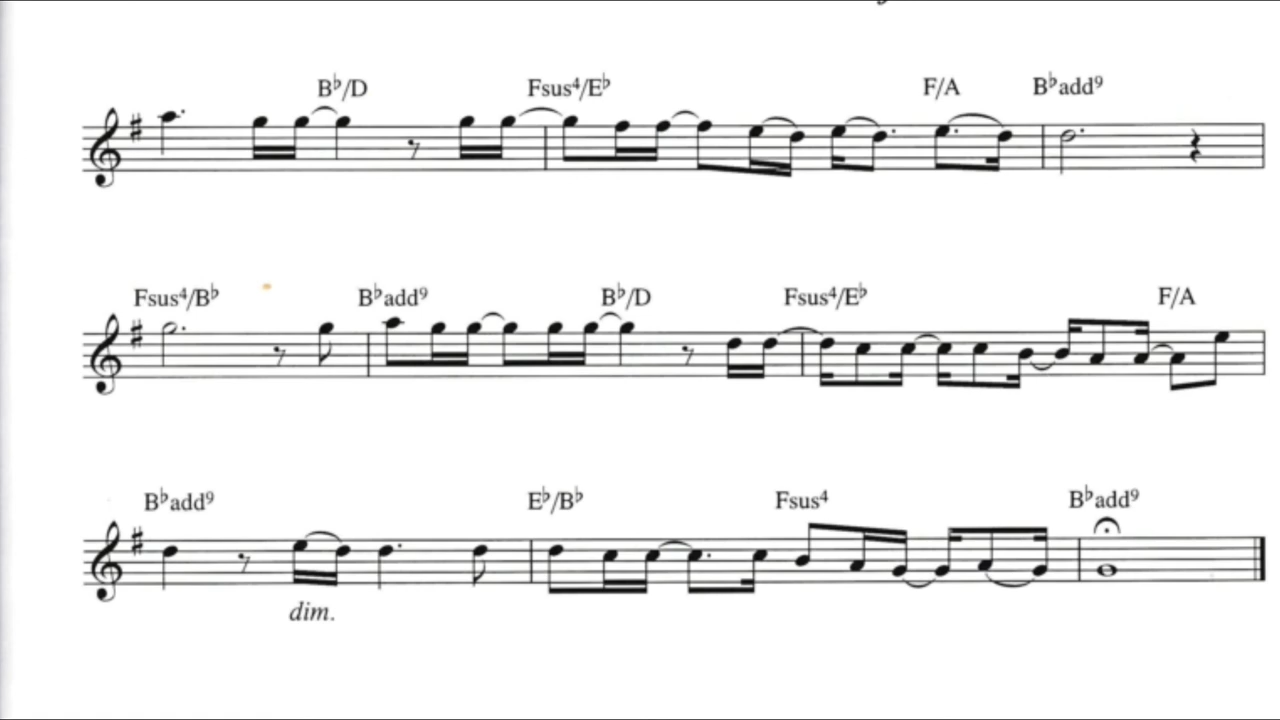 B♭/D Fsus4/E♭ F/A B♭add9
Fsus4/B♭ B♭add9 B♭/D Fsus4/E♭ F/A
B♭add9 E♭/B♭ Fsus4 B♭add9
dim.